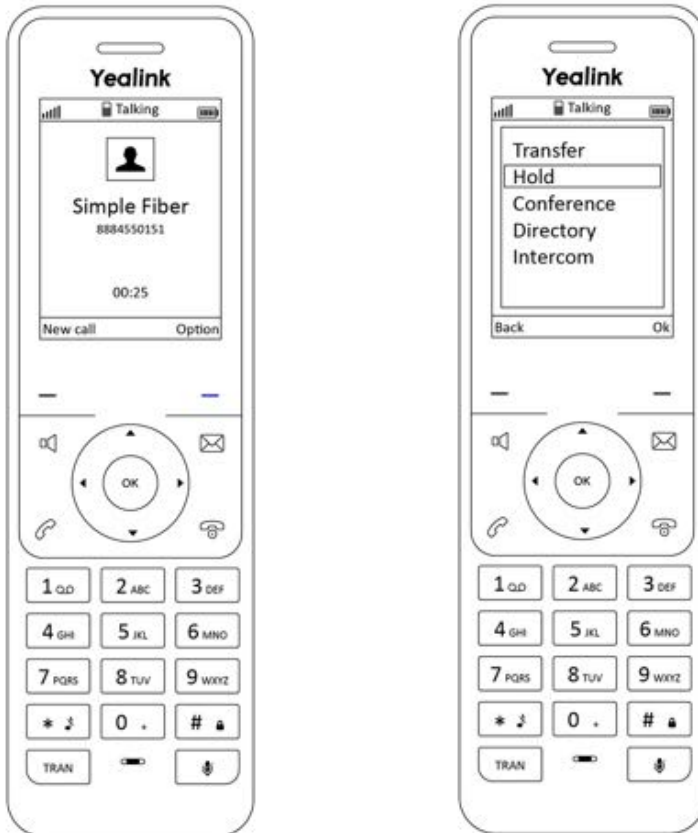 Yealink
Talking
Simple Fiber
8884550151
00:25
New call Option
OK
1 2 ABC 3 DEF
4 GHI 5 JKL 6 MNO
7 PQRS 8 TUV 9 WXYZ
* 0 + #
TRAN
Yealink
Talking
Transfer
Hold
Conference
Directory
Intercom
Back Ok
OK
1 2 ABC 3 DEF
4 GHI 5 JKL 6 MNO
7 PQRS 8 TUV 9 WXYZ
* 0 + #
TRAN